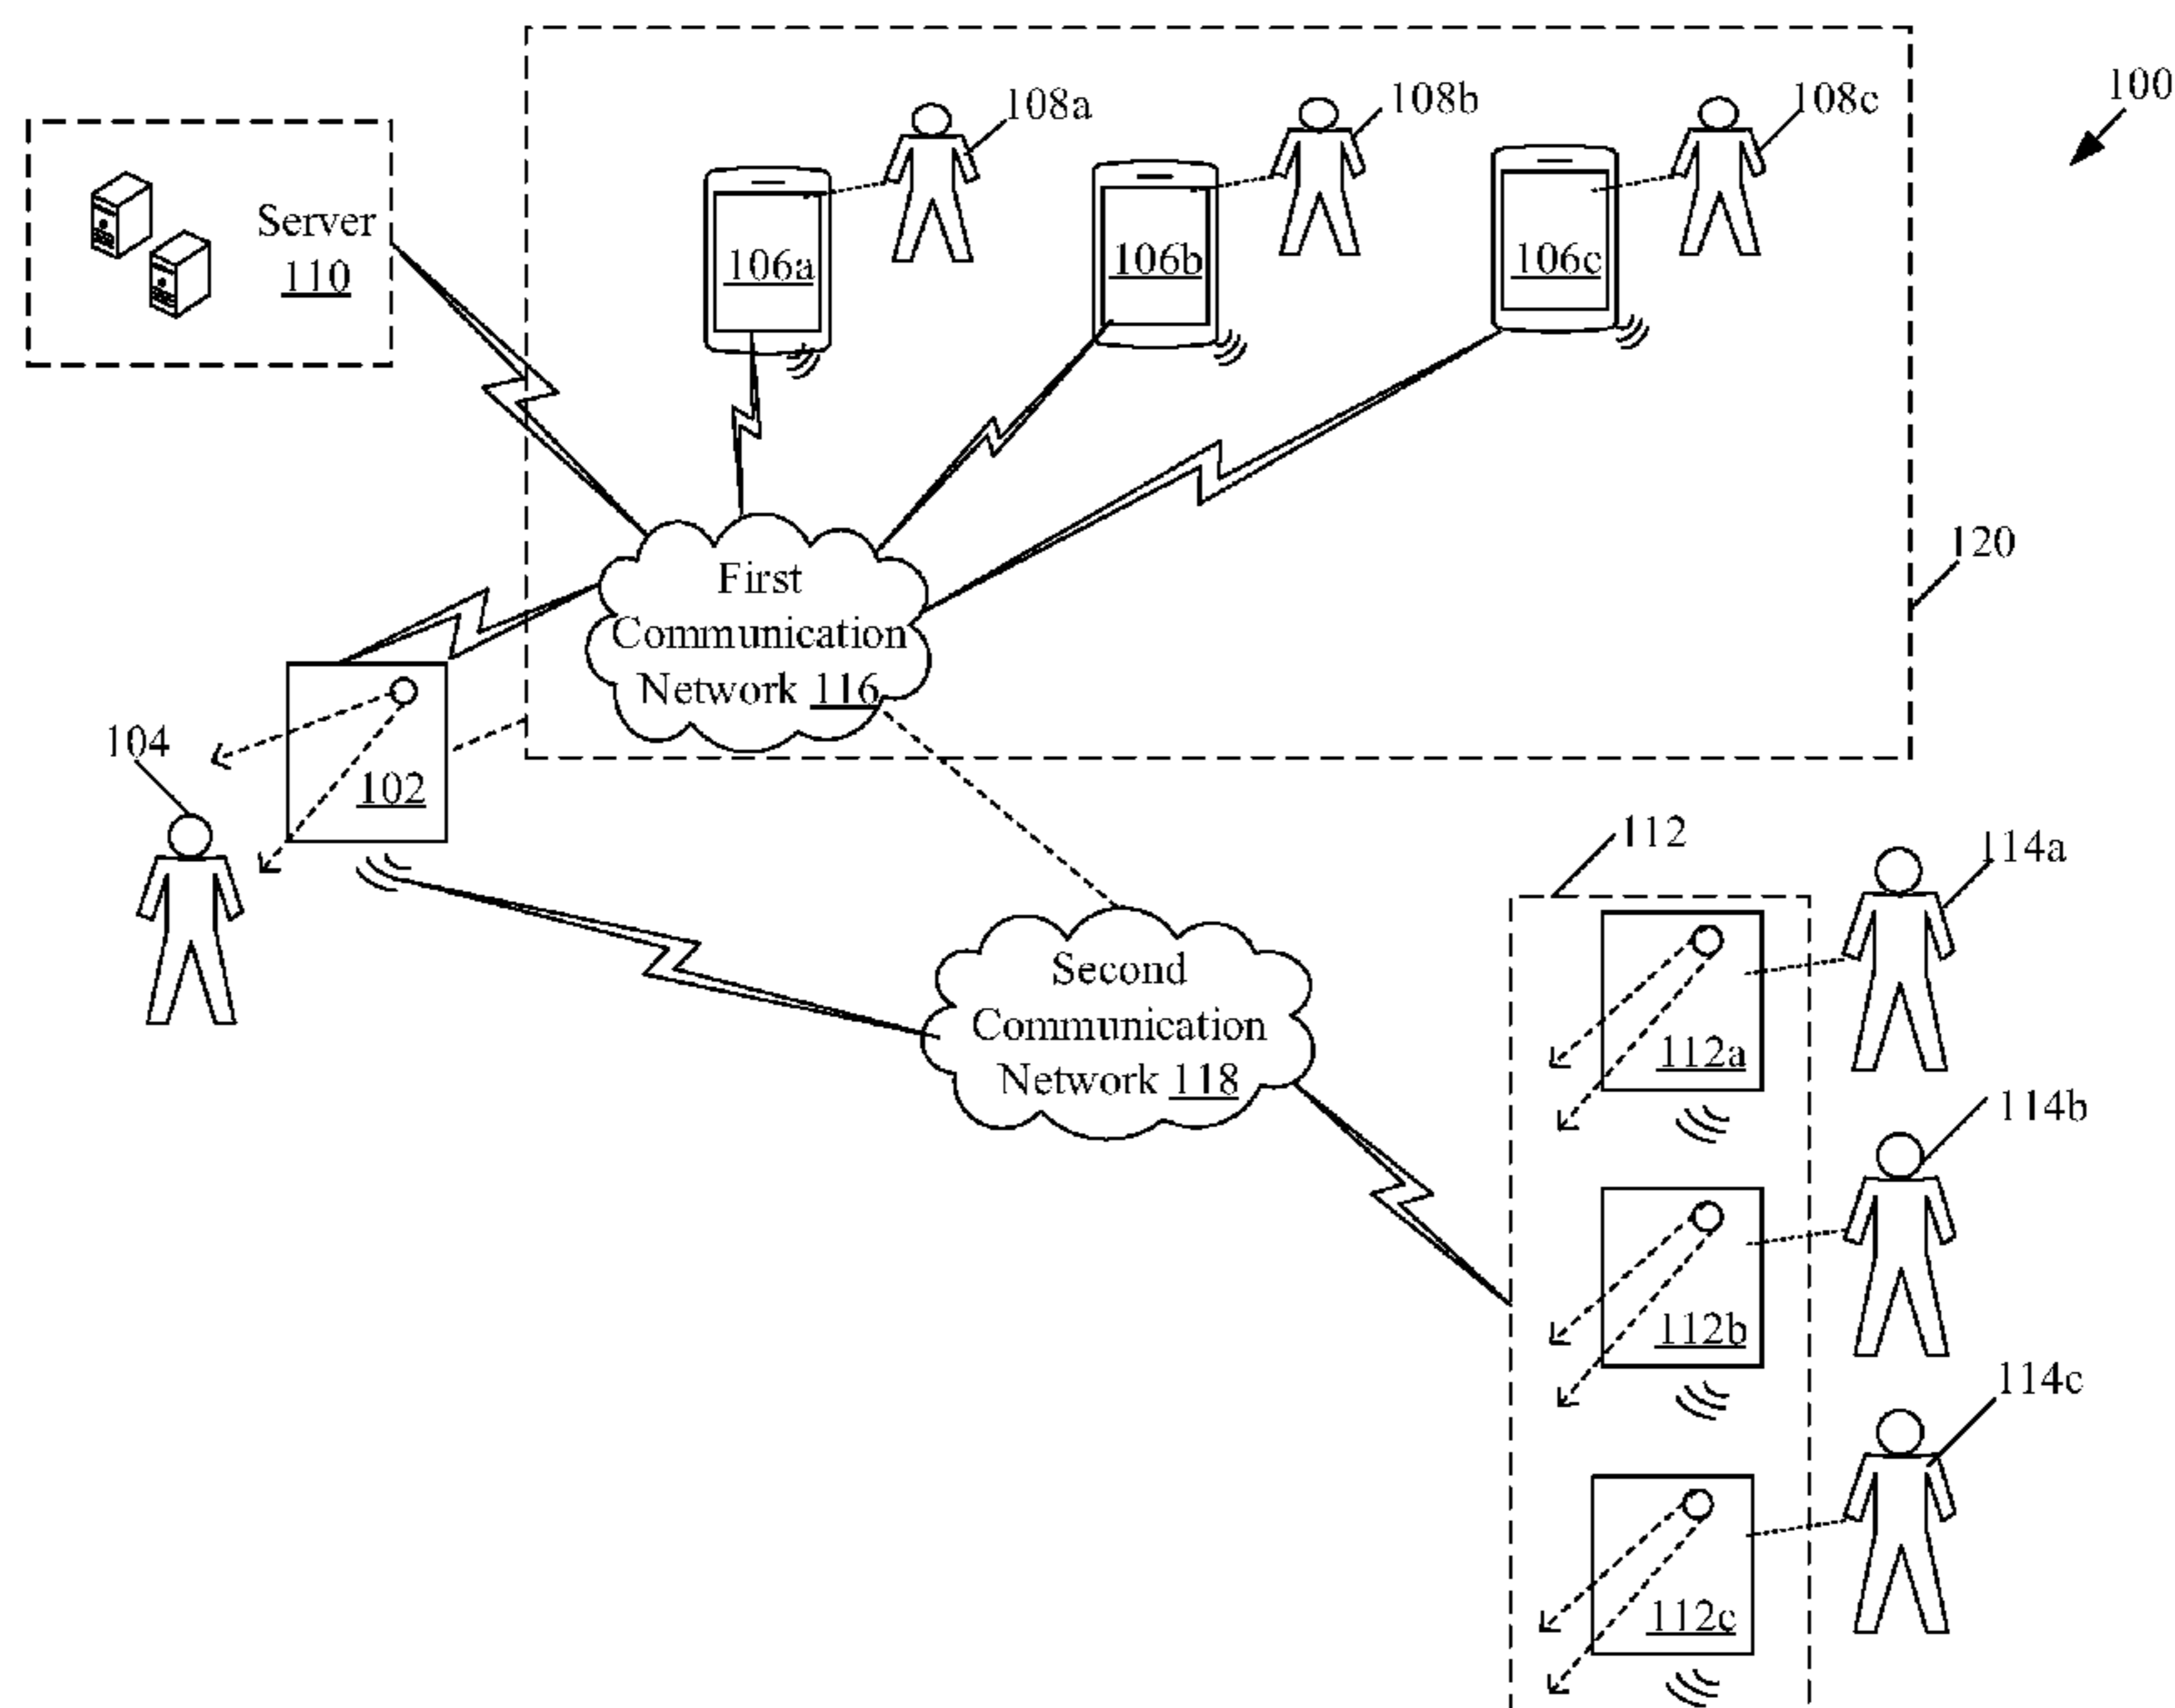 100
108a
108b
108c
Server
110
106a
106b
106c
120
First
Communication
Network 116
104
102
112
114a
Second
Communication
Network 118
112a
114b
112b
114c
112c